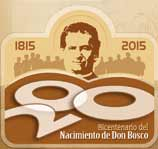 1815 2015
Bicentenario del
Nacimiento de Don Bosco